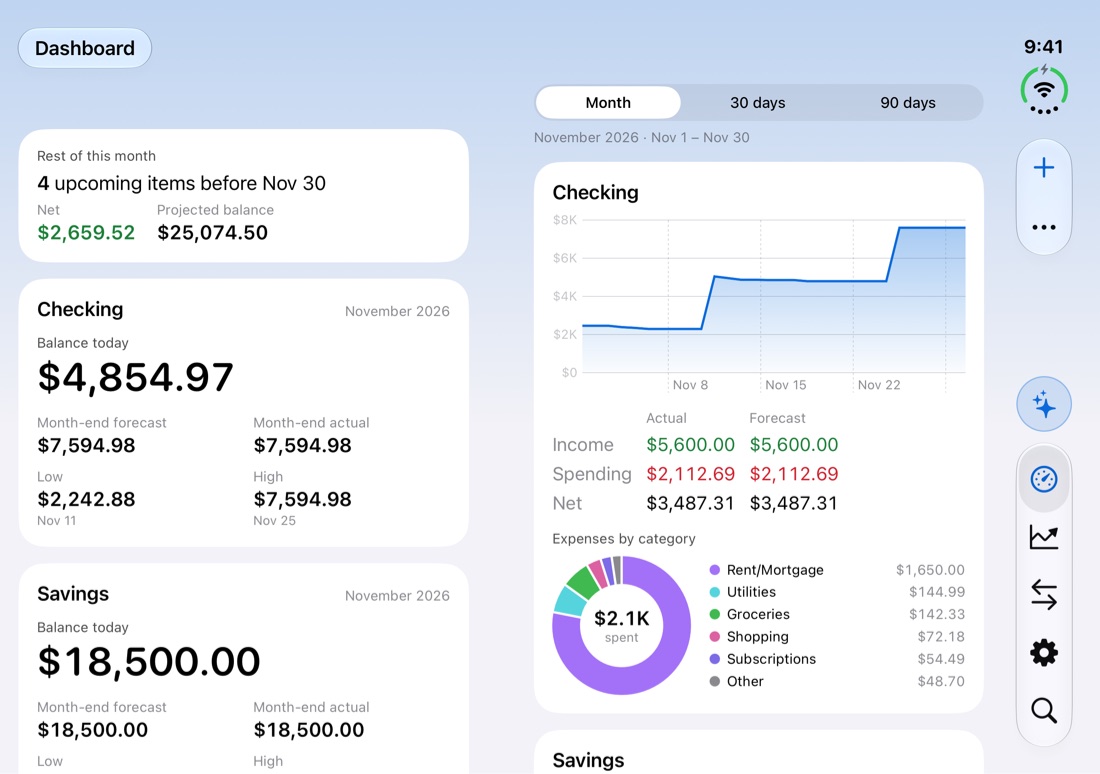 Dashboard
9:41
Rest of this month
4 upcoming items before Nov 30
Net Projected balance
$2,659.52 $25,074.50
Checking November 2026
Balance today
$4,854.97
Month-end forecast Month-end actual
$7,594.98 $7,594.98
Low High
$2,242.88 $7,594.98
Nov 11 Nov 25
Savings November 2026
Balance today
$18,500.00
Month-end forecast Month-end actual
$18,500.00 $18,500.00
Low High
Month 30 days 90 days
November 2026 · Nov 1 – Nov 30
Checking
$8K
$6K
$4K
$2K
$0
Nov 8 Nov 15 Nov 22
Actual Forecast
Income $5,600.00 $5,600.00
Spending $2,112.69 $2,112.69
Net $3,487.31 $3,487.31
Expenses by category
$2.1K
spent
Rent/Mortgage $1,650.00
Utilities $144.99
Groceries $142.33
Shopping $72.18
Subscriptions $54.49
Other $48.70
Savings